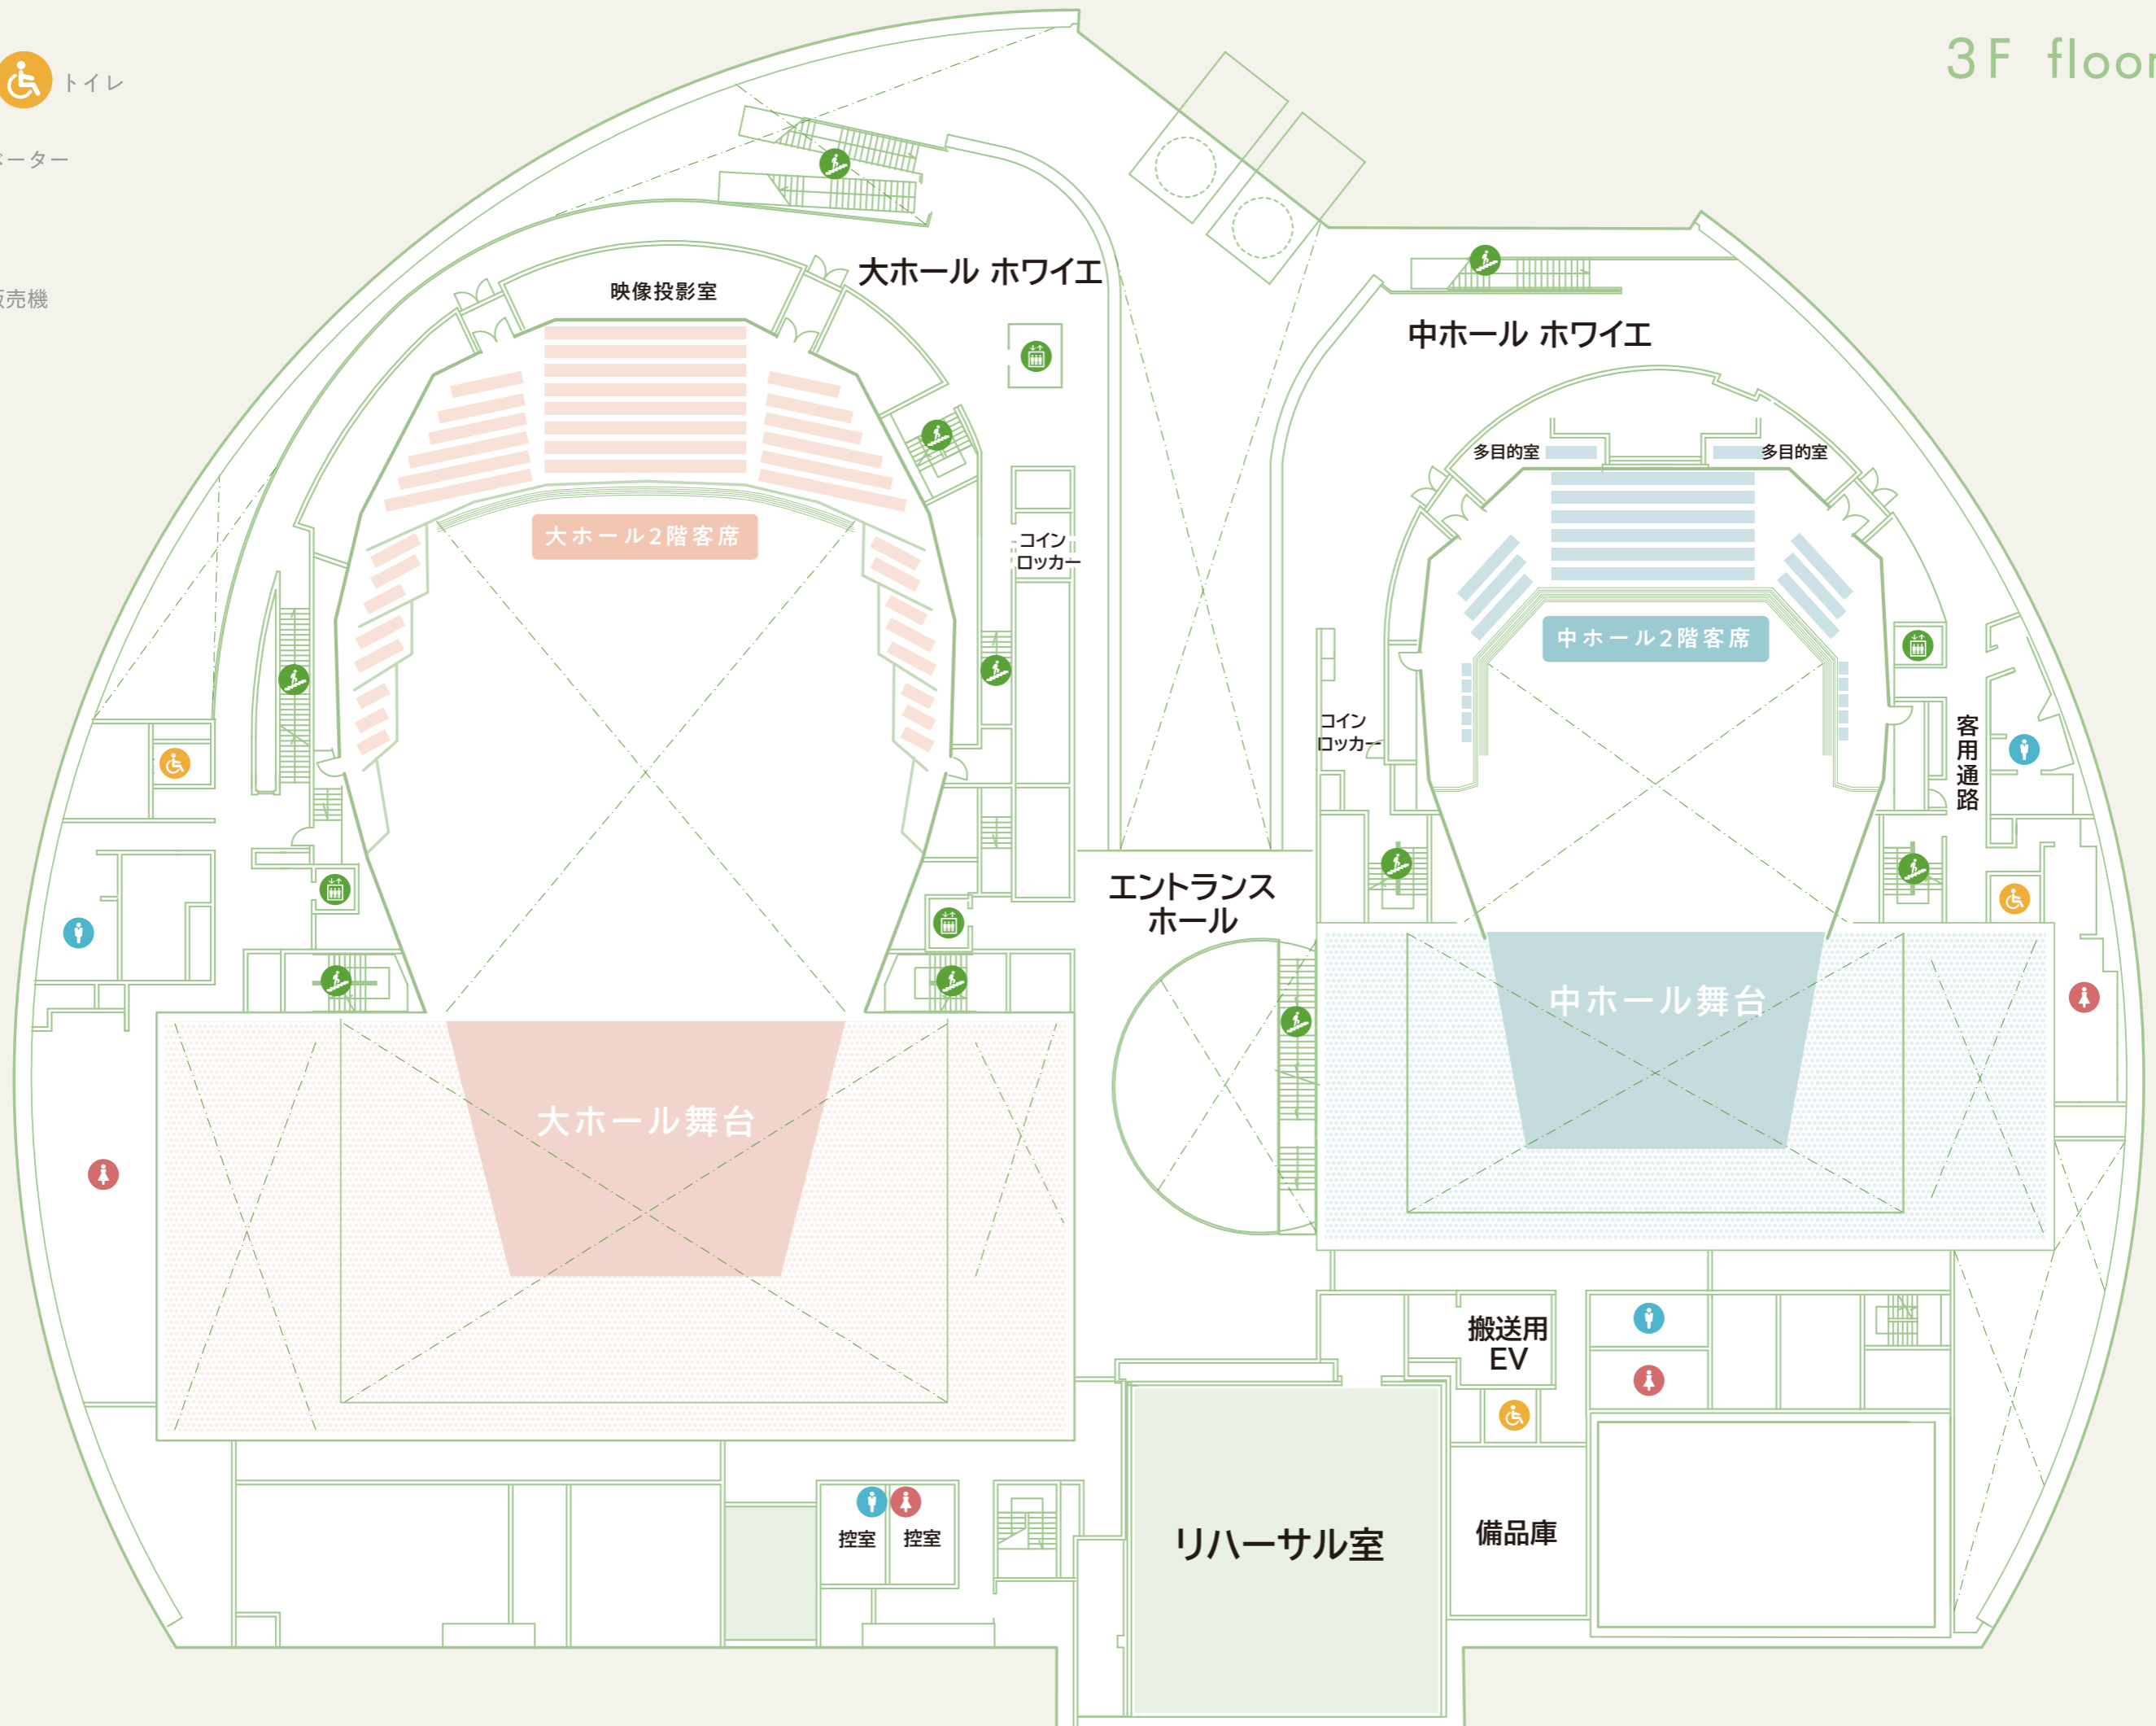 3F floor
トイレ
ベーター
販売機
大ホール ホワイエ
映像投影室
中ホール ホワイエ
多目的室
多目的室
大ホール2階客席
コイン
ロッカー
中ホール2階客席
コイン
ロッカー
客用通路
エントランス
ホール
中ホール舞台
大ホール舞台
搬送用
EV
控室
控室
リハーサル室
備品庫